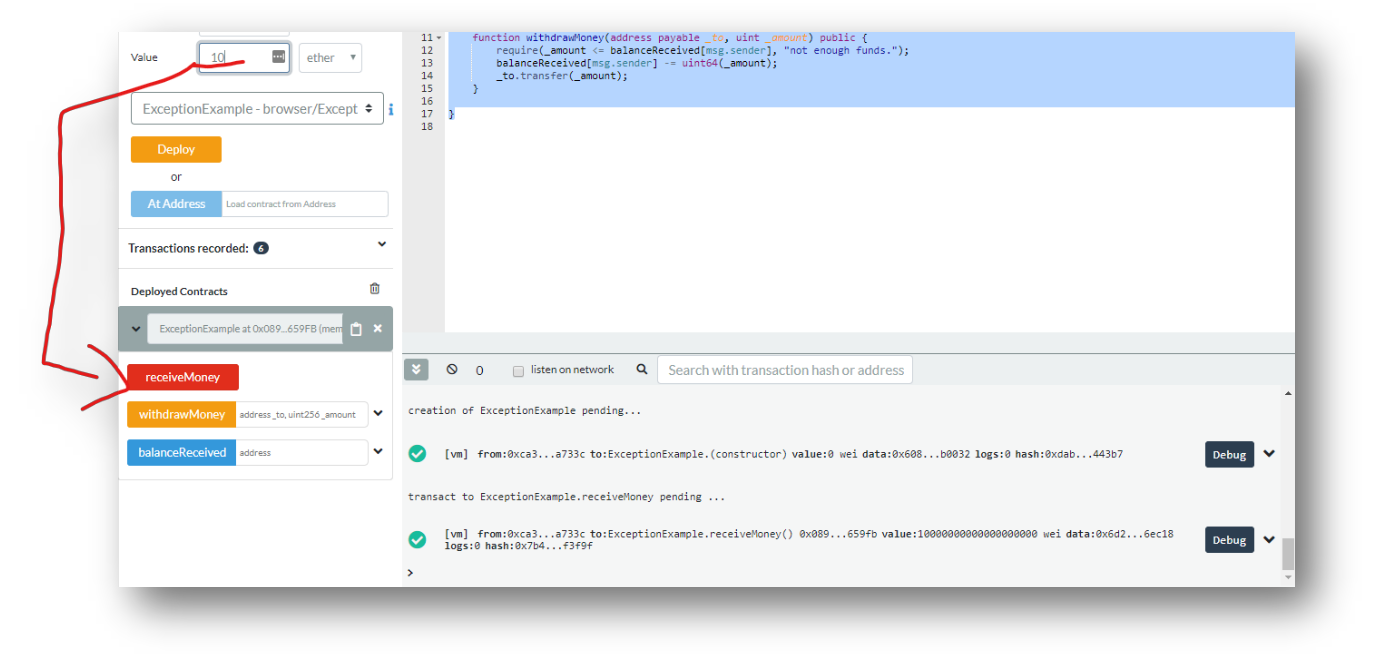 Value
10
ether
ExceptionExample - browser/Except
i
Deploy
or
At Address
Load contract from Address
Transactions recorded: 6
Deployed Contracts
ExceptionExample at 0x089...659FB (mem
receiveMoney
withdrawMoney
address _to, uint256 _amount
balanceReceived
address
11 function withdrawMoney(address payable _to, uint _amount) public {
12 require(_amount <= balanceReceived[msg.sender], "not enough funds.");
13 balanceReceived[msg.sender] -= uint64(_amount);
14 _to.transfer(_amount);
15 }
16
17 }
18
0
listen on network
Search with transaction hash or address
creation of ExceptionExample pending...
[vm] from:0xca3...a733c to:ExceptionExample.(constructor) value:0 wei data:0x608...b0032 logs:0 hash:0xdab...443b7
Debug
transact to ExceptionExample.receiveMoney pending ...
[vm] from:0xca3...a733c to:ExceptionExample.receiveMoney() 0x089...659fb value:10000000000000000000 wei data:0x6d2...6ec18
logs:0 hash:0x7b4...f3f9f
Debug
>